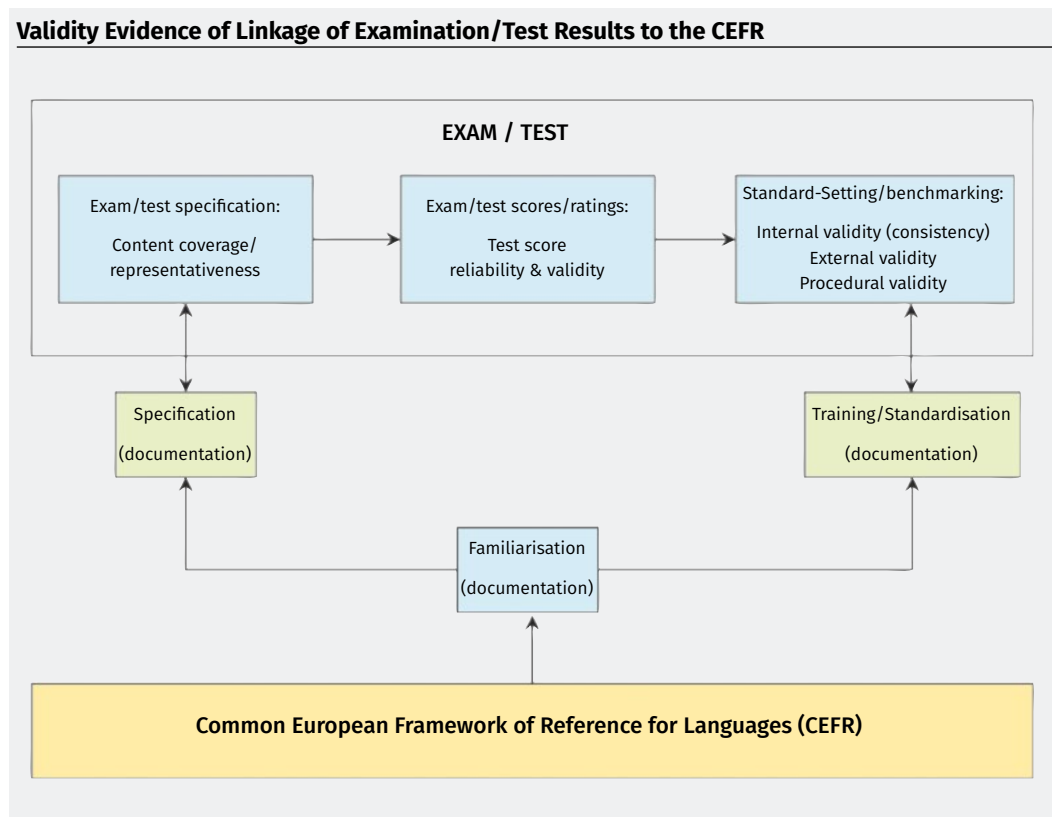 Validity Evidence of Linkage of Examination/Test Results to the CEFR
EXAM / TEST
Exam/test specification:
Content coverage/
representativeness
Exam/test scores/ratings:
Test score
reliability & validity
Standard-Setting/benchmarking:
Internal validity (consistency)
External validity
Procedural validity
Specification
(documentation)
Training/Standardisation
(documentation)
Familiarisation
(documentation)
Common European Framework of Reference for Languages (CEFR)